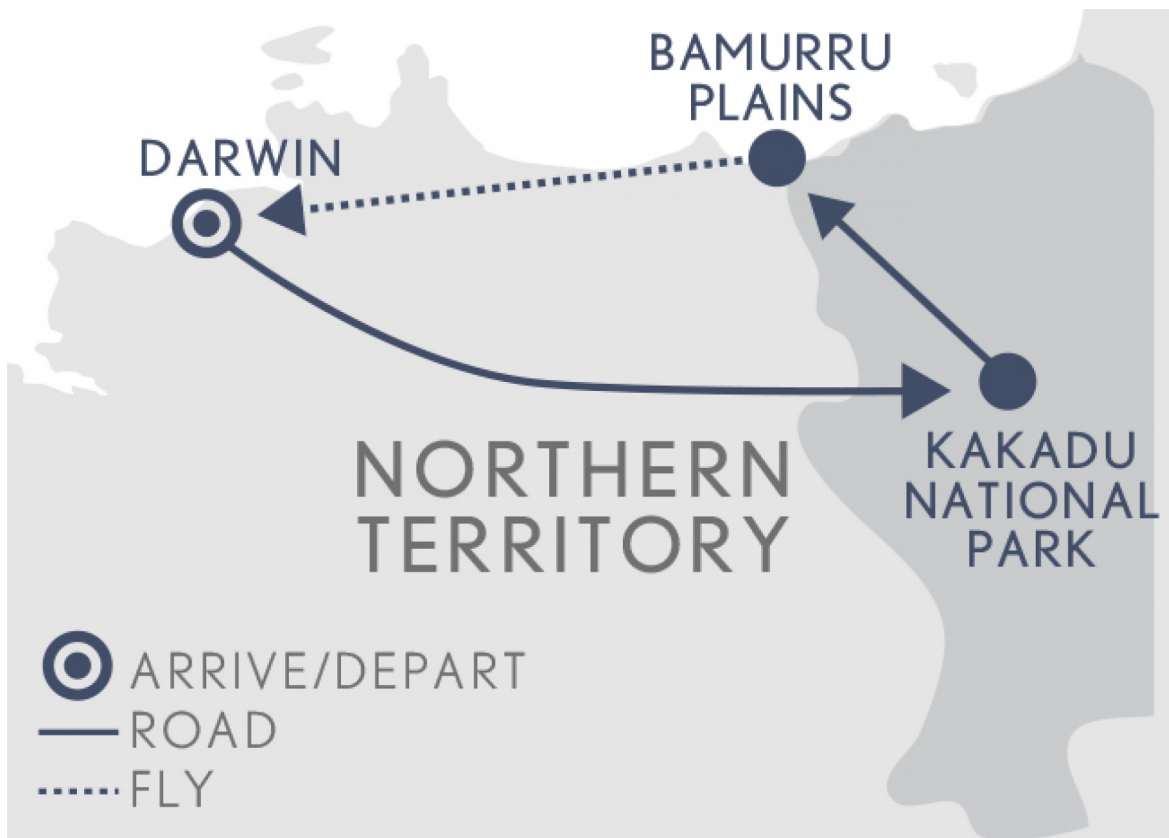 BAMURRU
PLAINS
DARWIN
KAKADU
NATIONAL
PARK
NORTHERN
TERRITORY
ARRIVE/DEPART
ROAD
FLY